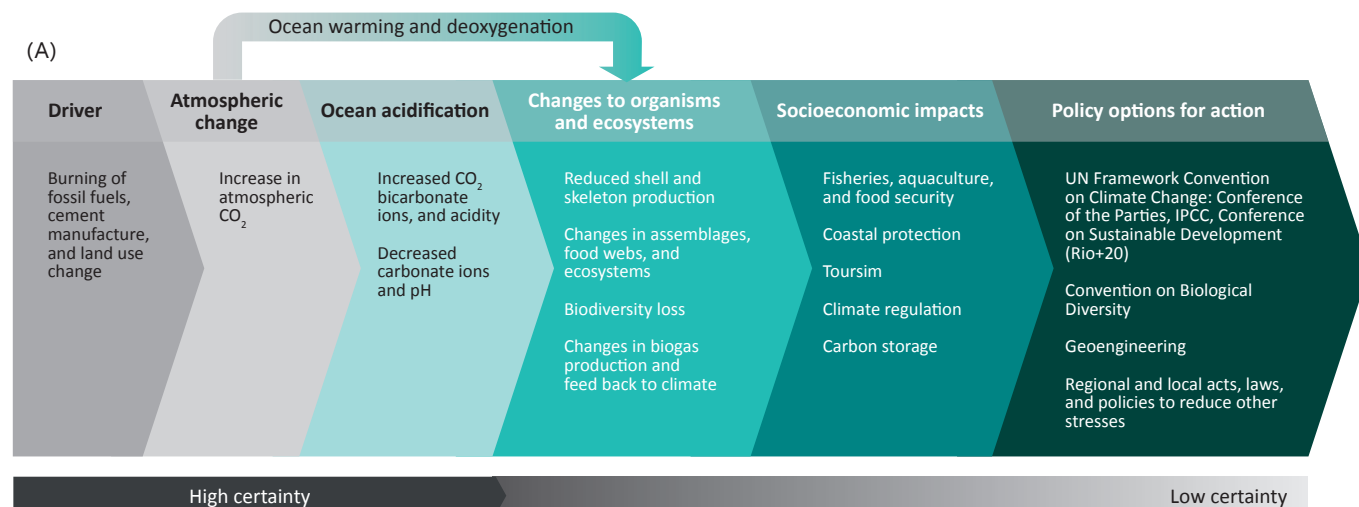 Ocean warming and deoxygenation
(A)
Driver
Atmospheric
change
Ocean acidification
Changes to organisms
and ecosystems
Socioeconomic impacts
Policy options for action
Burning of
fossil fuels,
cement
manufacture,
and land use
change
Increase in
atmospheric
CO₂
Increased CO₂
bicarbonate
ions, and acidity
Decreased
carbonate ions
and pH
Reduced shell and
skeleton production
Changes in assemblages,
food webs, and
ecosystems
Biodiversity loss
Changes in biogas
production and
feed back to climate
Fisheries, aquaculture,
and food security
Coastal protection
Toursim
Climate regulation
Carbon storage
UN Framework Convention
on Climate Change: Conference
of the Parties, IPCC, Conference
on Sustainable Development
(Rio+20)
Convention on Biological
Diversity
Geoengineering
Regional and local acts, laws,
and policies to reduce other
stresses
High certainty
Low certainty